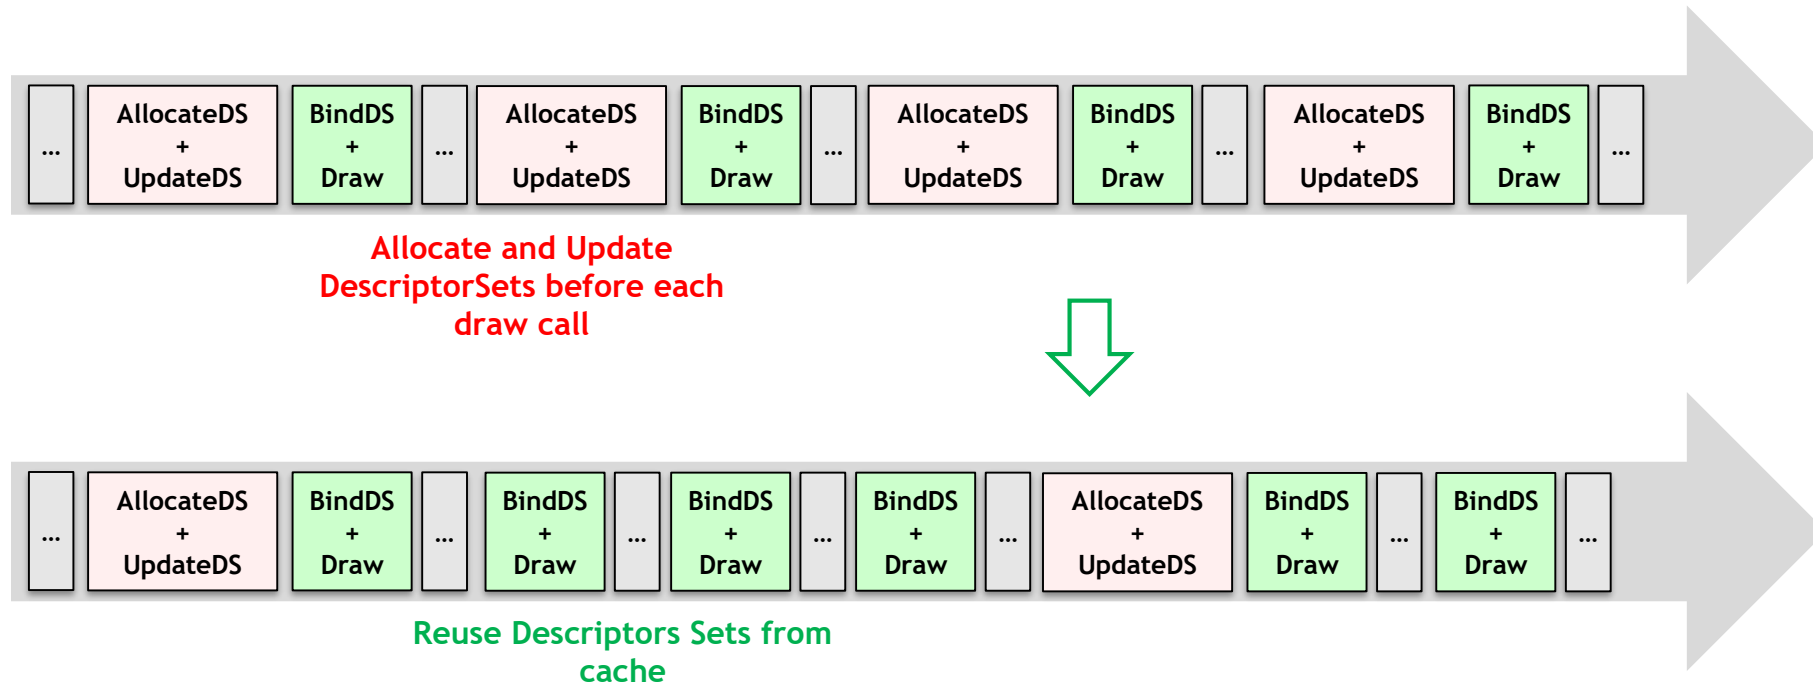 ...
AllocateDS
+
UpdateDS
BindDS
+
Draw
...
AllocateDS
+
UpdateDS
BindDS
+
Draw
...
AllocateDS
+
UpdateDS
BindDS
+
Draw
...
AllocateDS
+
UpdateDS
BindDS
+
Draw
...
Allocate and Update
DescriptorSets before each
draw call
...
AllocateDS
+
UpdateDS
BindDS
+
Draw
...
BindDS
+
Draw
...
BindDS
+
Draw
...
BindDS
+
Draw
...
AllocateDS
+
UpdateDS
BindDS
+
Draw
...
BindDS
+
Draw
...
Reuse Descriptors Sets from
cache